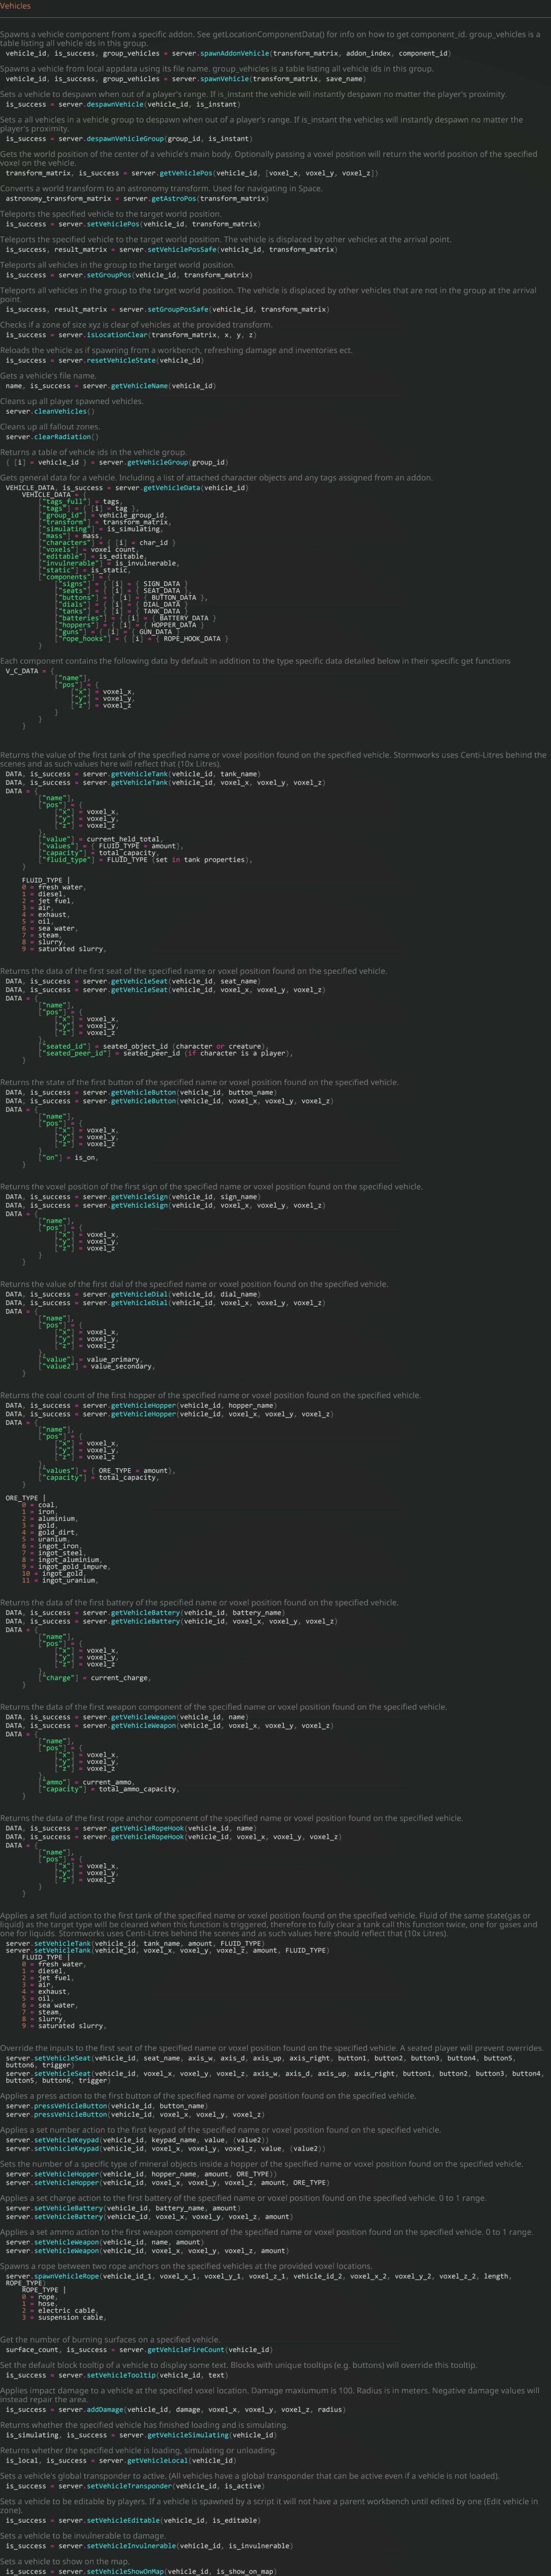 Vehicles
Spawns a vehicle component from a specific addon. See getLocationComponentData() for info on how to get component_id. group_vehicles is a
table listing all vehicle ids in this group.
vehicle_id, is_success, group_vehicles = server.spawnAddonVehicle(transform_matrix, addon_index, component_id)
Spawns a vehicle from local appdata using its file name. group_vehicles is a table listing all vehicle ids in this group.
vehicle_id, is_success, group_vehicles = server.spawnVehicle(transform_matrix, save_name)
Sets a vehicle to despawn when out of a player's range. If is_instant the vehicle will instantly despawn no matter the player's proximity.
is_success = server.despawnVehicle(vehicle_id, is_instant)
Sets a all vehicles in a vehicle group to despawn when out of a player's range. If is_instant the vehicles will instantly despawn no matter the
player's proximity.
is_success = server.despawnVehicleGroup(group_id, is_instant)
Gets the world position of the center of a vehicle's main body. Optionally passing a voxel position will return the world position of the specified
voxel on the vehicle.
transform_matrix, is_success = server.getVehiclePos(vehicle_id, [voxel_x, voxel_y, voxel_z])
Converts a world transform to an astronomy transform. Used for navigating in Space.
astronomy_transform_matrix = server.getAstroPos(transform_matrix)
Teleports the specified vehicle to the target world position.
is_success = server.setVehiclePos(vehicle_id, transform_matrix)
Teleports the specified vehicle to the target world position. The vehicle is displaced by other vehicles at the arrival point.
is_success, result_matrix = server.setVehiclePosSafe(vehicle_id, transform_matrix)
Teleports all vehicles in the group to the target world position.
is_success = server.setGroupPos(vehicle_id, transform_matrix)
Teleports all vehicles in the group to the target world position. The vehicle is displaced by other vehicles that are not in the group at the arrival
point.
is_success, result_matrix = server.setGroupPosSafe(vehicle_id, transform_matrix)
Checks if a zone of size xyz is clear of vehicles at the provided transform.
is_success = server.isLocationClear(transform_matrix, x, y, z)
Reloads the vehicle as if spawning from a workbench, refreshing damage and inventories ect.
is_success = server.resetVehicleState(vehicle_id)
Gets a vehicle's file name.
name, is_success = server.getVehicleName(vehicle_id)
Cleans up all player spawned vehicles.
server.cleanVehicles()
Cleans up all fallout zones.
server.clearRadiation()
Returns a table of vehicle ids in the vehicle group.
{ [i] = vehicle_id } = server.getVehicleGroup(group_id)
Gets general data for a vehicle. Including a list of attached character objects and any tags assigned from an addon.
VEHICLE_DATA, is_success = server.getVehicleData(vehicle_id)
VEHICLE_DATA = {
["tags_full"] = tags,
["tags"] = { [i] = tag },
["group_id"] = vehicle_group_id,
["transform"] = transform_matrix,
["simulating"] = is_simulating,
["mass"] = mass,
["characters"] = { [i] = char_id }
["voxels"] = voxel count,
["editable"] = is_editable,
["invulnerable"] = is_invulnerable,
["static"] = is_static,
["components"] = {
["signs"] = { [i] = { SIGN_DATA }
["seats"] = { [i] = { SEAT_DATA },
["buttons"] = { [i] = { BUTTON_DATA },
["dials"] = { [i] = { DIAL_DATA }
["tanks"] = { [i] = { TANK_DATA }
["batteries"] = { [i] = { BATTERY_DATA }
["hoppers"] = { [i] = { HOPPER_DATA }
["guns"] = { [i] = { GUN_DATA }
["rope_hooks"] = { [i] = { ROPE_HOOK_DATA }
}
Each component contains the following data by default in addition to the type specific data detailed below in their specific get functions
V_C_DATA = {
["name"],
["pos"] = {
["x"] = voxel_x,
["y"] = voxel_y,
["z"] = voxel_z
}
}
}
Returns the value of the first tank of the specified name or voxel position found on the specified vehicle. Stormworks uses Centi-Litres behind the
scenes and as such values here will reflect that (10x Litres).
DATA, is_success = server.getVehicleTank(vehicle_id, tank_name)
DATA, is_success = server.getVehicleTank(vehicle_id, voxel_x, voxel_y, voxel_z)
DATA = {
["name"],
["pos"] = {
["x"] = voxel_x,
["y"] = voxel_y,
["z"] = voxel_z
},
["value"] = current_held_total,
["values"] = { FLUID_TYPE = amount},
["capacity"] = total_capacity,
["fluid_type"] = FLUID_TYPE (set in tank properties),
}
FLUID_TYPE |
0 = fresh water,
1 = diesel,
2 = jet fuel,
3 = air,
4 = exhaust,
5 = oil,
6 = sea water,
7 = steam,
8 = slurry,
9 = saturated slurry,
Returns the data of the first seat of the specified name or voxel position found on the specified vehicle.
DATA, is_success = server.getVehicleSeat(vehicle_id, seat_name)
DATA, is_success = server.getVehicleSeat(vehicle_id, voxel_x, voxel_y, voxel_z)
DATA = {
["name"],
["pos"] = {
["x"] = voxel_x,
["y"] = voxel_y,
["z"] = voxel_z
},
["seated_id"] = seated_object_id (character or creature),
["seated_peer_id"] = seated_peer_id (if character is a player),
}
Returns the state of the first button of the specified name or voxel position found on the specified vehicle.
DATA, is_success = server.getVehicleButton(vehicle_id, button_name)
DATA, is_success = server.getVehicleButton(vehicle_id, voxel_x, voxel_y, voxel_z)
DATA = {
["name"],
["pos"] = {
["x"] = voxel_x,
["y"] = voxel_y,
["z"] = voxel_z
},
["on"] = is_on,
}
Returns the voxel position of the first sign of the specified name or voxel position found on the specified vehicle.
DATA, is_success = server.getVehicleSign(vehicle_id, sign_name)
DATA, is_success = server.getVehicleSign(vehicle_id, voxel_x, voxel_y, voxel_z)
DATA = {
["name"],
["pos"] = {
["x"] = voxel_x,
["y"] = voxel_y,
["z"] = voxel_z
}
}
Returns the value of the first dial of the specified name or voxel position found on the specified vehicle.
DATA, is_success = server.getVehicleDial(vehicle_id, dial_name)
DATA, is_success = server.getVehicleDial(vehicle_id, voxel_x, voxel_y, voxel_z)
DATA = {
["name"],
["pos"] = {
["x"] = voxel_x,
["y"] = voxel_y,
["z"] = voxel_z
},
["value"] = value_primary,
["value2"] = value_secondary,
}
Returns the coal count of the first hopper of the specified name or voxel position found on the specified vehicle.
DATA, is_success = server.getVehicleHopper(vehicle_id, hopper_name)
DATA, is_success = server.getVehicleHopper(vehicle_id, voxel_x, voxel_y, voxel_z)
DATA = {
["name"],
["pos"] = {
["x"] = voxel_x,
["y"] = voxel_y,
["z"] = voxel_z
},
["values"] = { ORE_TYPE = amount},
["capacity"] = total_capacity,
}
ORE_TYPE |
0 = coal,
1 = iron,
2 = aluminium,
3 = gold,
4 = gold_dirt,
5 = uranium,
6 = ingot_iron,
7 = ingot_steel,
8 = ingot_aluminium,
9 = ingot_gold_impure,
10 = ingot_gold,
11 = ingot_uranium,
Returns the data of the first battery of the specified name or voxel position found on the specified vehicle.
DATA, is_success = server.getVehicleBattery(vehicle_id, battery_name)
DATA, is_success = server.getVehicleBattery(vehicle_id, voxel_x, voxel_y, voxel_z)
DATA = {
["name"],
["pos"] = {
["x"] = voxel_x,
["y"] = voxel_y,
["z"] = voxel_z
},
["charge"] = current_charge,
}
Returns the data of the first weapon component of the specified name or voxel position found on the specified vehicle.
DATA, is_success = server.getVehicleWeapon(vehicle_id, name)
DATA, is_success = server.getVehicleWeapon(vehicle_id, voxel_x, voxel_y, voxel_z)
DATA = {
["name"],
["pos"] = {
["x"] = voxel_x,
["y"] = voxel_y,
["z"] = voxel_z
},
["ammo"] = current_ammo,
["capacity"] = total_ammo_capacity,
}
Returns the data of the first rope anchor component of the specified name or voxel position found on the specified vehicle.
DATA, is_success = server.getVehicleRopeHook(vehicle_id, name)
DATA, is_success = server.getVehicleRopeHook(vehicle_id, voxel_x, voxel_y, voxel_z)
DATA = {
["name"],
["pos"] = {
["x"] = voxel_x,
["y"] = voxel_y,
["z"] = voxel_z
}
}
Applies a set fluid action to the first tank of the specified name or voxel position found on the specified vehicle. Fluid of the same state(gas or
liquid) as the target type will be cleared when this function is triggered, therefore to fully clear a tank call this function twice, one for gases and
one for liquids. Stormworks uses Centi-Litres behind the scenes and as such values here should reflect that (10x Litres).
server.setVehicleTank(vehicle_id, tank_name, amount, FLUID_TYPE)
server.setVehicleTank(vehicle_id, voxel_x, voxel_y, voxel_z, amount, FLUID_TYPE)
FLUID_TYPE |
0 = fresh water,
1 = diesel,
2 = jet fuel,
3 = air,
4 = exhaust,
5 = oil,
6 = sea water,
7 = steam,
8 = slurry,
9 = saturated slurry,
Override the inputs to the first seat of the specified name or voxel position found on the specified vehicle. A seated player will prevent overrides.
server.setVehicleSeat(vehicle_id, seat_name, axis_w, axis_d, axis_up, axis_right, button1, button2, button3, button4, button5,
button6, trigger)
server.setVehicleSeat(vehicle_id, voxel_x, voxel_y, voxel_z, axis_w, axis_d, axis_up, axis_right, button1, button2, button3, button4,
button5, button6, trigger)
Applies a press action to the first button of the specified name or voxel position found on the specified vehicle.
server.pressVehicleButton(vehicle_id, button_name)
server.pressVehicleButton(vehicle_id, voxel_x, voxel_y, voxel_z)
Applies a set number action to the first keypad of the specified name or voxel position found on the specified vehicle.
server.setVehicleKeypad(vehicle_id, keypad_name, value, (value2))
server.setVehicleKeypad(vehicle_id, voxel_x, voxel_y, voxel_z, value, (value2))
Sets the number of a specific type of mineral objects inside a hopper of the specified name or voxel position found on the specified vehicle.
server.setVehicleHopper(vehicle_id, hopper_name, amount, ORE_TYPE))
server.setVehicleHopper(vehicle_id, voxel_x, voxel_y, voxel_z, amount, ORE_TYPE)
Applies a set charge action to the first battery of the specified name or voxel position found on the specified vehicle. 0 to 1 range.
server.setVehicleBattery(vehicle_id, battery_name, amount)
server.setVehicleBattery(vehicle_id, voxel_x, voxel_y, voxel_z, amount)
Applies a set ammo action to the first weapon component of the specified name or voxel position found on the specified vehicle. 0 to 1 range.
server.setVehicleWeapon(vehicle_id, name, amount)
server.setVehicleWeapon(vehicle_id, voxel_x, voxel_y, voxel_z, amount)
Spawns a rope between two rope anchors on the specified vehicles at the provided voxel locations.
server.spawnVehicleRope(vehicle_id_1, voxel_x_1, voxel_y_1, voxel_z_1, vehicle_id_2, voxel_x_2, voxel_y_2, voxel_z_2, length,
ROPE_TYPE)
ROPE_TYPE |
0 = rope,
1 = hose,
2 = electric cable,
3 = suspension cable,
Get the number of burning surfaces on a specified vehicle.
surface_count, is_success = server.getVehicleFireCount(vehicle_id)
Set the default block tooltip of a vehicle to display some text. Blocks with unique tooltips (e.g. buttons) will override this tooltip.
is_success = server.setVehicleTooltip(vehicle_id, text)
Applies impact damage to a vehicle at the specified voxel location. Damage maxiumum is 100. Radius is in meters. Negative damage values will
instead repair the area.
is_success = server.addDamage(vehicle_id, damage, voxel_x, voxel_y, voxel_z, radius)
Returns whether the specified vehicle has finished loading and is simulating.
is_simulating, is_success = server.getVehicleSimulating(vehicle_id)
Returns whether the specified vehicle is loading, simulating or unloading.
is_local, is_success = server.getVehicleLocal(vehicle_id)
Sets a vehicle's global transponder to active. (All vehicles have a global transponder that can be active even if a vehicle is not loaded).
is_success = server.setVehicleTransponder(vehicle_id, is_active)
Sets a vehicle to be editable by players. If a vehicle is spawned by a script it will not have a parent workbench until edited by one (Edit vehicle in
zone).
is_success = server.setVehicleEditable(vehicle_id, is_editable)
Sets a vehicle to be invulnerable to damage.
is_success = server.setVehicleInvulnerable(vehicle_id, is_invulnerable)
Sets a vehicle to show on the map.
is_success = server.setVehicleShowOnMap(vehicle_id, is_show_on_map)